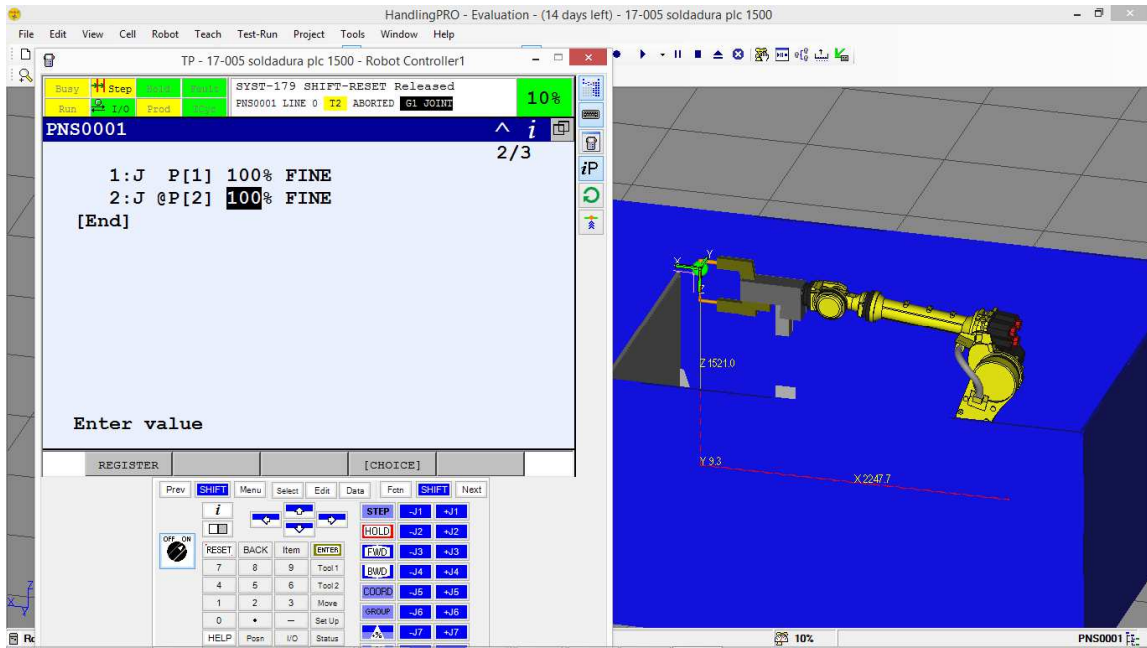 HandlingPRO - Evaluation - (14 days left) - 17-005 soldadura plc 1500
File Edit View Cell Robot Teach Test-Run Project Tools Window Help
TP - 17-005 soldadura plc 1500 - Robot Controller1
Busy Step Hold Fault SYST-179 SHIFT-RESET Released
Run I/O Prod TCyc PNS0001 LINE 0 T2 ABORTED G1 JOINT 10%
PNS0001 i
2/3
iP
1:J P[1] 100% FINE
2:J @P[2] 100% FINE
[End]
Enter value
REGISTER [CHOICE]
Prev SHIFT Menu Select Edit Data Fctn SHIFT Next
i STEP -J1 +J1
HOLD -J2 +J2
OFF ON RESET BACK Item ENTER FWD -J3 +J3
7 8 9 Tool 1 BWD -J4 +J4
4 5 6 Tool 2 COORD -J5 +J5
1 2 3 Move GROUP -J6 +J6
0 • — Set Up
HELP Posn I/O Status -% -J7 +J7
X Y Z
Z 1521.0
Y 9.3
X 2247.7
Z
X Y
10% PNS0001